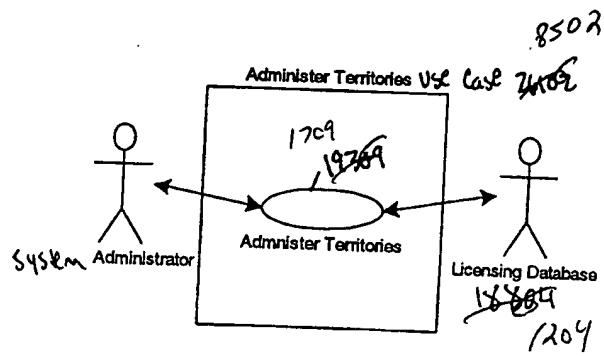 8502
Administer Territories Use Case
1709
Admnister Territories
System Administrator
Licensing Database
1204